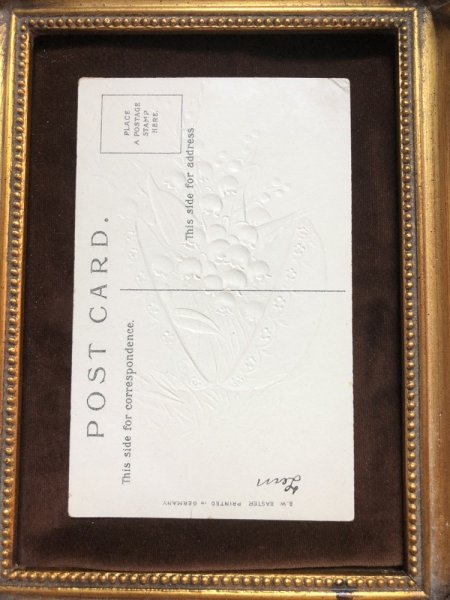 POST CARD.
PLACE
A POSTAGE
STAMP
HERE.
This side for correspondence.
This side for address
E.W. EASTER PRINTED IN GERMANY